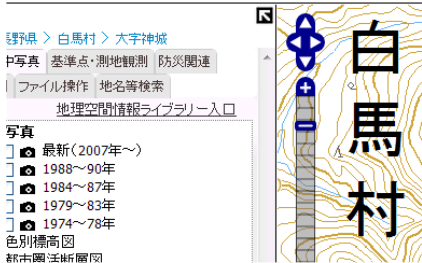 長野県 > 白馬村 > 大字神城
中写真 基準点・測地観測 防災関連
ファイル操作 地名等検索
地理空間情報ライブラリー入口
写真
最新(2007年～)
1988～90年
1984～87年
1979～83年
1974～78年
色別標高図
都市圏活断層図
白馬村